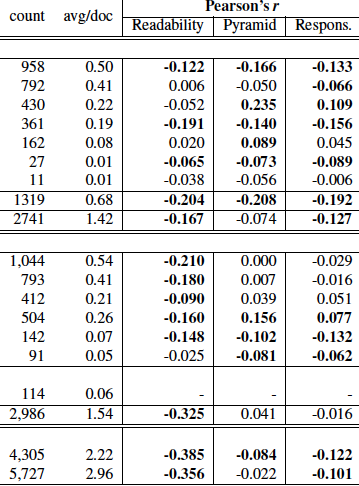 Pearson's r
count avg/doc Readability Pyramid Respons.
958 0.50 -0.122 -0.166 -0.133
792 0.41 0.006 -0.050 -0.066
430 0.22 -0.052 0.235 0.109
361 0.19 -0.191 -0.140 -0.156
162 0.08 0.020 0.089 0.045
27 0.01 -0.065 -0.073 -0.089
11 0.01 -0.038 -0.056 -0.006
1319 0.68 -0.204 -0.208 -0.192
2741 1.42 -0.167 -0.074 -0.127
1,044 0.54 -0.210 0.000 -0.029
793 0.41 -0.180 0.007 -0.016
412 0.21 -0.090 0.039 0.051
504 0.26 -0.160 0.156 0.077
142 0.07 -0.148 -0.102 -0.132
91 0.05 -0.025 -0.081 -0.062
114 0.06 - - -
2,986 1.54 -0.325 0.041 -0.016
4,305 2.22 -0.385 -0.084 -0.122
5,727 2.96 -0.356 -0.022 -0.101